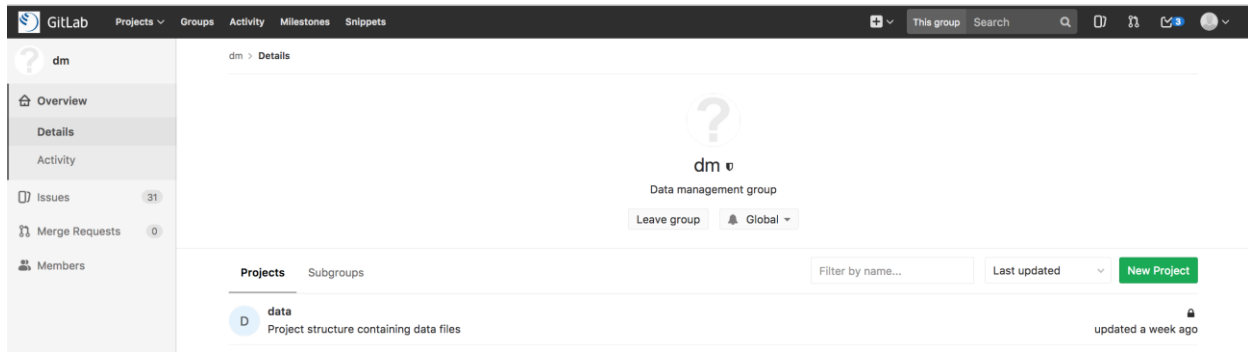 GitLab Projects Groups Activity Milestones Snippets This group Search 3
dm
dm > Details
Overview
Details
Activity
Issues 31
Merge Requests 0
Members
dm
Data management group
Leave group Global
Projects Subgroups Filter by name... Last updated New Project
D
data
Project structure containing data files
updated a week ago